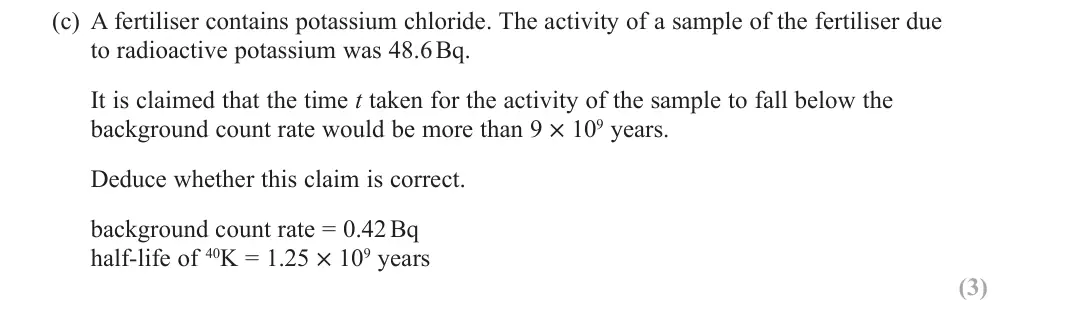 (c) A fertiliser contains potassium chloride. The activity of a sample of the fertiliser due
to radioactive potassium was 48.6 Bq.
It is claimed that the time t taken for the activity of the sample to fall below the
background count rate would be more than 9 × 10⁹ years.
Deduce whether this claim is correct.
background count rate = 0.42 Bq
half-life of ⁴⁰K = 1.25 × 10⁹ years
(3)